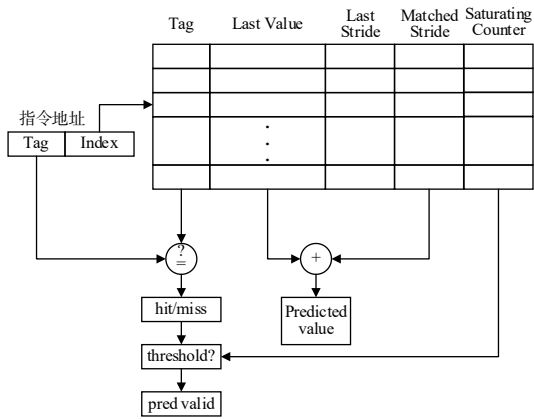 Tag Last Value Last Stride Matched Stride Saturating Counter
指令地址
Tag Index
⋮
?
=
+
hit/miss
Predicted
value
threshold?
pred valid